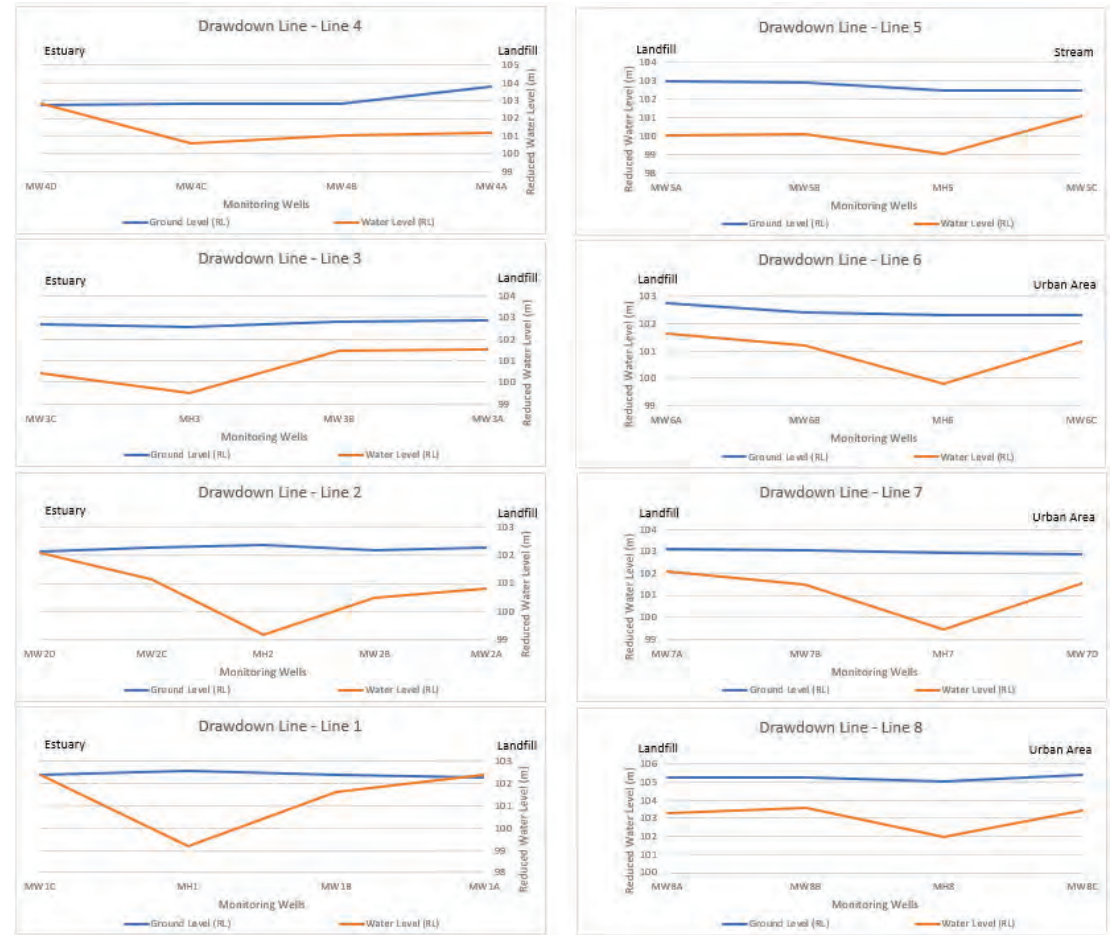 Drawdown Line - Line 4
Estuary
Landfill
105
104
103
102
101
100
99
Reduced Water Level (m)
MW4D MW4C MW4B MW4A
Monitoring Wells
Ground Level (RL) Water Level (RL)
Drawdown Line - Line 3
Estuary
Landfill
104
103
102
101
100
99
Reduced Water Level (m)
MW3C MH3 MW3B MW3A
Monitoring Wells
Ground Level (RL) Water Level (RL)
Drawdown Line - Line 2
Estuary
Landfill
103
102
101
100
99
Reduced Water Level (m)
MW2D MW2C MH2 MW2B MW2A
Monitoring Wells
Ground Level (RL) Water Level (RL)
Drawdown Line - Line 1
Estuary
Landfill
103
102
101
100
99
98
Reduced Water Level (m)
MW1C MH1 MW1B MW1A
Monitoring Wells
Ground Level (RL) Water Level (RL)
Drawdown Line - Line 5
Landfill
Stream
104
103
102
101
100
99
98
Reduced Water Level (m)
MW5A MW5B MH5 MW5C
Monitoring Wells
Ground Level (RL) Water Level (RL)
Drawdown Line - Line 6
Landfill
Urban Area
103
102
101
100
99
Reduced Water Level (m)
MW6A MW6B MH6 MW6C
Monitoring Wells
Ground Level (RL) Water Level (RL)
Drawdown Line - Line 7
Landfill
Urban Area
104
103
102
101
100
99
Reduced Water Level (m)
MW7A MW7B MH7 MW7D
Monitoring Wells
Ground Level (RL) Water Level (RL)
Drawdown Line - Line 8
Landfill
Urban Area
106
105
104
103
102
101
100
Reduced Water Level (m)
MW8A MW8B MH8 MW8C
Monitoring Wells
Ground Level (RL) Water Level (RL)